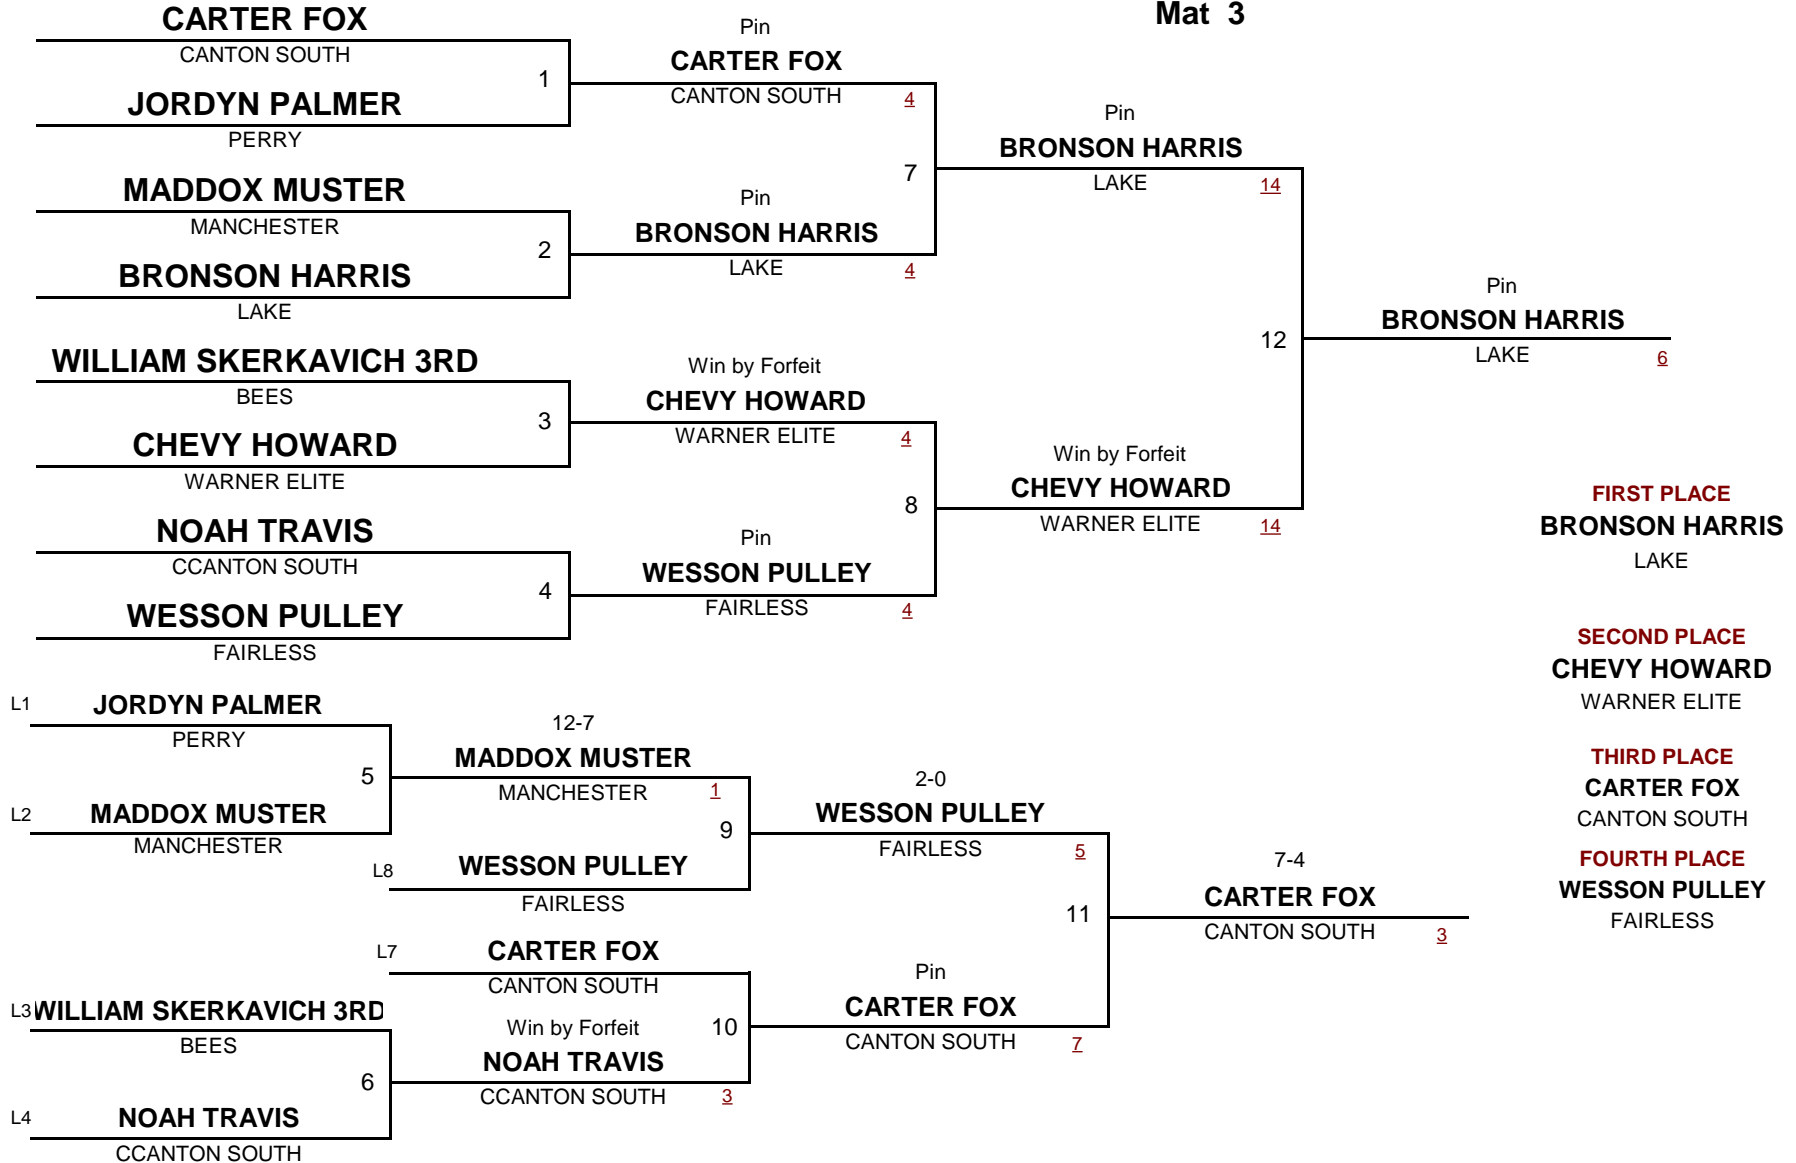 Mat 3
CARTER FOX
CANTON SOUTH
1
JORDYN PALMER
PERRY
MADDOX MUSTER
MANCHESTER
2
BRONSON HARRIS
LAKE
WILLIAM SKERKAVICH 3RD
BEES
3
CHEVY HOWARD
WARNER ELITE
NOAH TRAVIS
CCANTON SOUTH
4
WESSON PULLEY
FAIRLESS
Pin
CARTER FOX
CANTON SOUTH 4
7
Pin
BRONSON HARRIS
LAKE 4
Win by Forfeit
CHEVY HOWARD
WARNER ELITE 4
8
Pin
WESSON PULLEY
FAIRLESS 4
Pin
BRONSON HARRIS
LAKE 14
12
Win by Forfeit
CHEVY HOWARD
WARNER ELITE 14
Pin
BRONSON HARRIS
LAKE 6
FIRST PLACE
BRONSON HARRIS
LAKE
SECOND PLACE
CHEVY HOWARD
WARNER ELITE
THIRD PLACE
CARTER FOX
CANTON SOUTH
FOURTH PLACE
WESSON PULLEY
FAIRLESS
L1 JORDYN PALMER
PERRY
5
L2 MADDOX MUSTER
MANCHESTER
12-7
MADDOX MUSTER
MANCHESTER 1
9
L8 WESSON PULLEY
FAIRLESS
2-0
WESSON PULLEY
FAIRLESS 5
L7 CARTER FOX
CANTON SOUTH
L3 WILLIAM SKERKAVICH 3RD
BEES
6
L4 NOAH TRAVIS
CCANTON SOUTH
Win by Forfeit
10
NOAH TRAVIS
CCANTON SOUTH 3
Pin
CARTER FOX
CANTON SOUTH 7
11
7-4
CARTER FOX
CANTON SOUTH 3